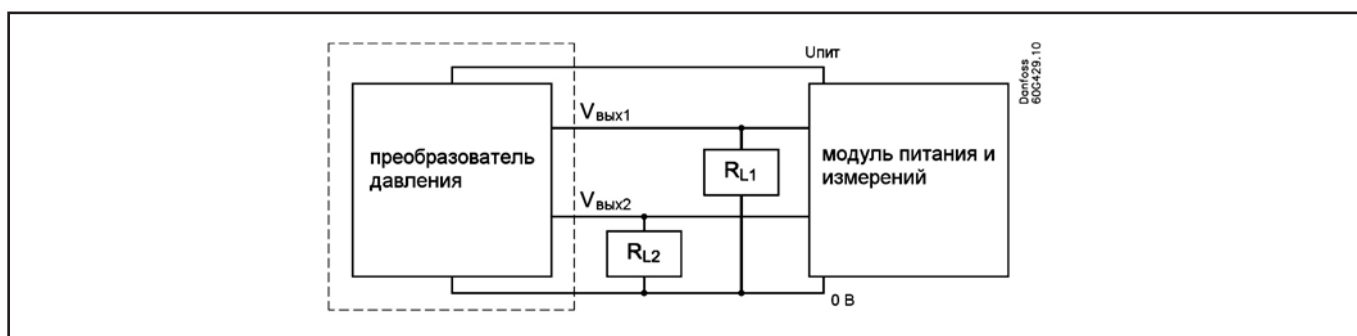 Uпит
Danfoss
60G429.10
Vвых1
преобразователь
давления
RL1
модуль питания и
измерений
Vвых2
RL2
0 В